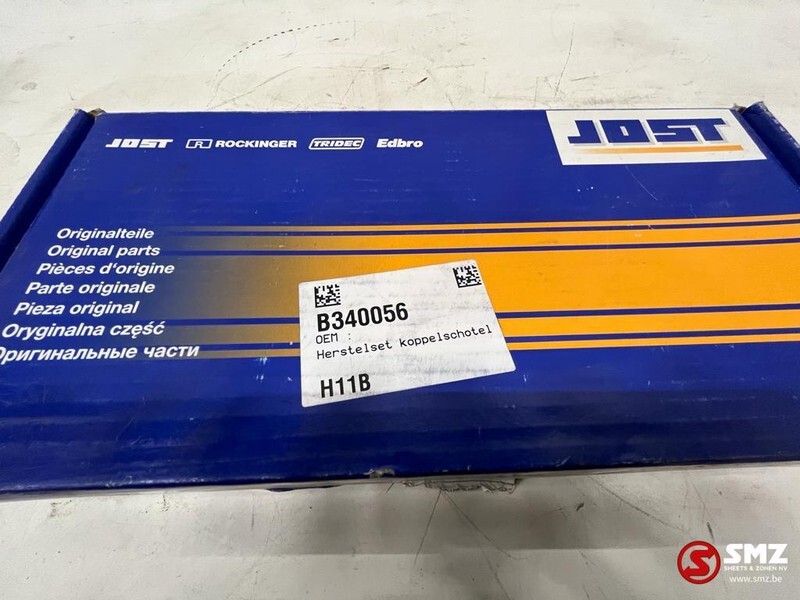 JOST ROCKINGER TRIDEC Edbro
JOST
Originalteile
Original parts
Pièces d'origine
Parte originale
Pieza original
Oryginalna część
Оригинальные части
B340056
OEM :
Herstelset koppelschotel
H11B
SMZ
SMEETS & ZONEN NV
www.smz.be